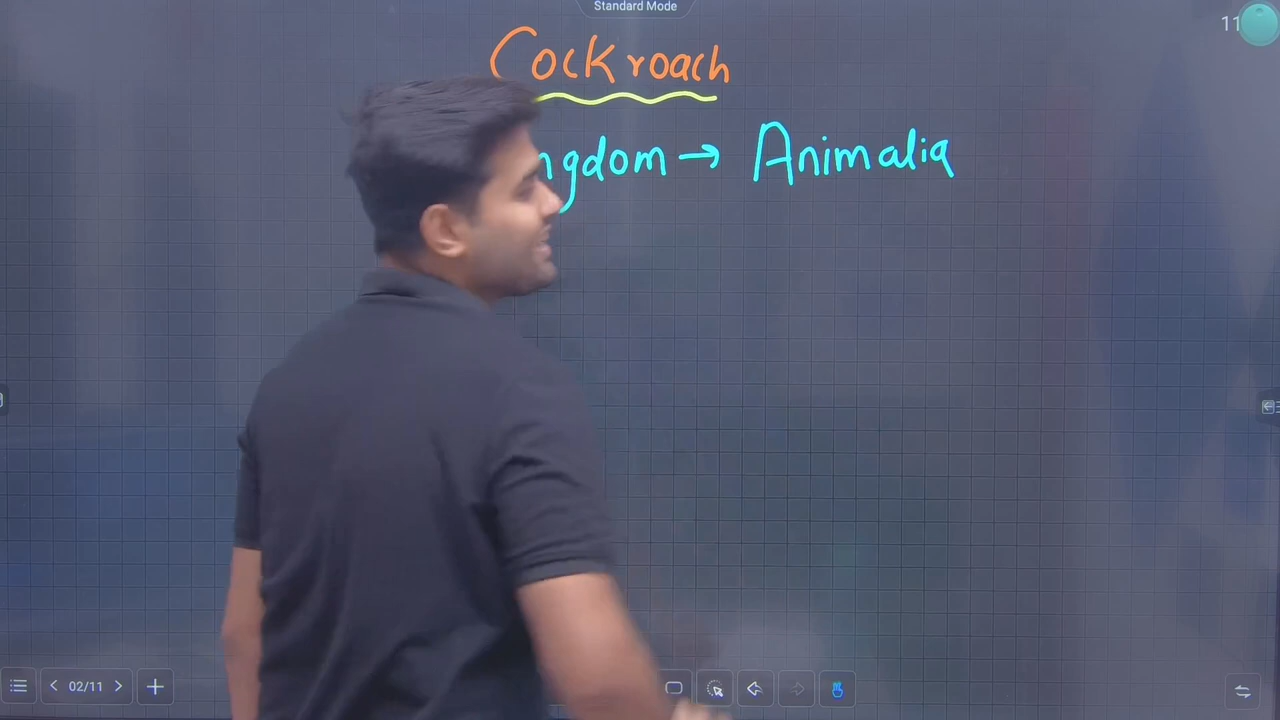 Standard Mode
11
Cockroach
ngdom → Animalia
02/11